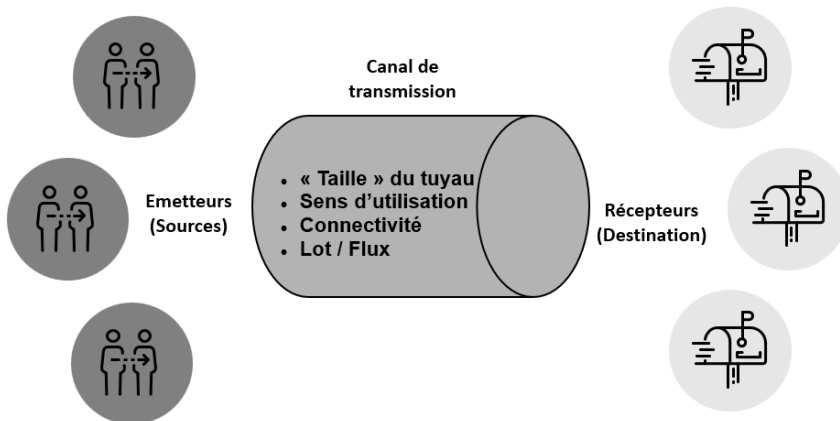 Canal de
transmission
Emetteurs
(Sources)
• « Taille » du tuyau
• Sens d’utilisation
• Connectivité
• Lot / Flux
Récepteurs
(Destination)